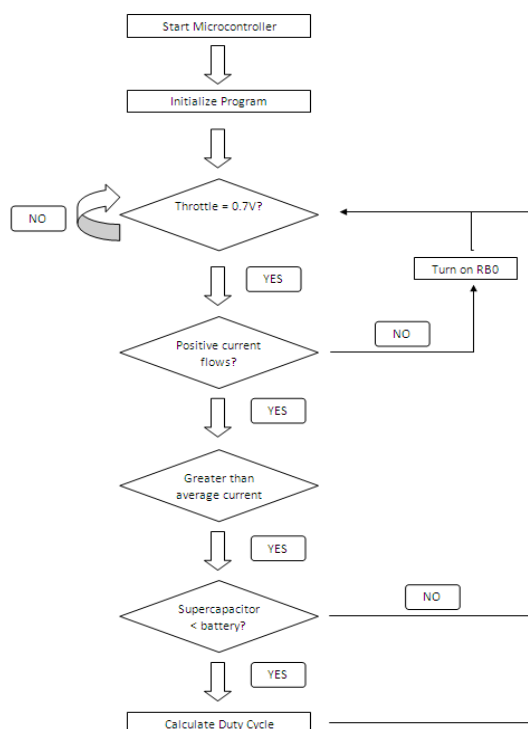 Start Microcontroller
Initialize Program
Throttle = 0.7V?
NO
Turn on RB0
YES
Positive current
flows?
NO
YES
Greater than
average current
YES
Supercapacitor
< battery?
NO
YES
Calculate Duty Cycle